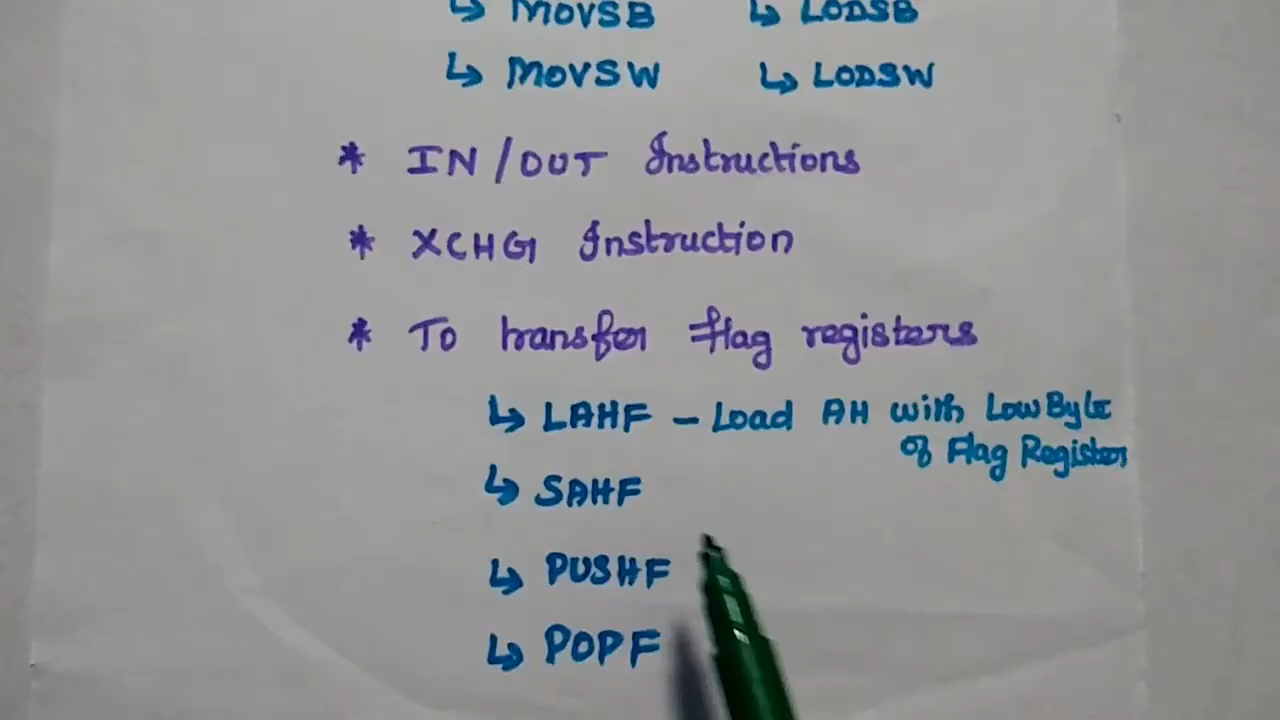 ↳ MOVSB ↳ LODSB
↳ MOVSW ↳ LODSW
* IN/OUT Instructions
* XCHG Instruction
* To transfer flag registers
↳ LAHF - Load AH with Low Byte
of Flag Register
↳ SAHF
↳ PUSHF
↳ POPF